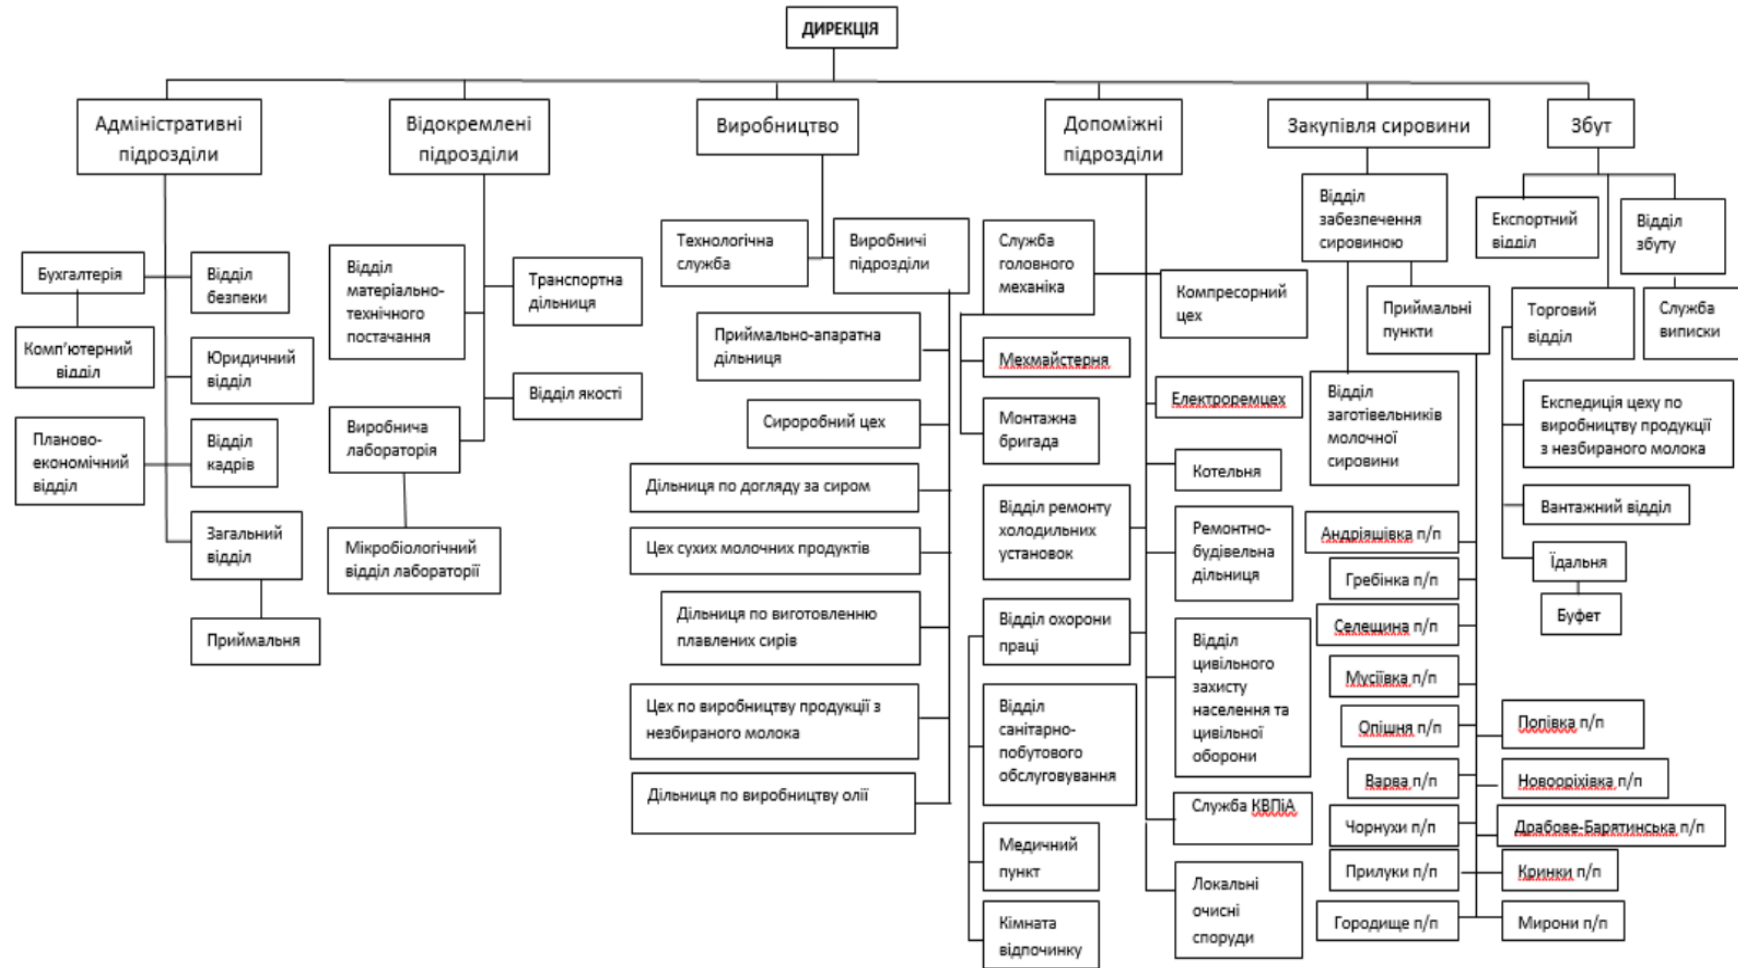 ДИРЕКЦІЯ
Адміністративні
підрозділи
Відокремлені
підрозділи
Виробництво
Допоміжні
підрозділи
Закупівля сировини
Збут
Бухгалтерія
Відділ
безпеки
Комп’ютерний
відділ
Юридичний
відділ
Планово-
економічний
відділ
Відділ
кадрів
Загальний
відділ
Приймальня
Відділ
матеріально-
технічного
постачання
Транспортна
дільниця
Відділ якості
Виробнича
лабораторія
Мікробіологічний
відділ лабораторії
Технологічна
служба
Виробничі
підрозділи
Приймально-апаратна
дільниця
Сироробний цех
Дільниця по догляду за сиром
Цех сухих молочних продуктів
Дільниця по виготовленню
плавлених сирів
Цех по виробництву продукції з
незбираного молока
Дільниця по виробництву олії
Служба
головного
механіка
Компресорний
цех
Мехмайстерня
Електроремцех
Монтажна
бригада
Котельня
Відділ ремонту
холодильних
установок
Ремонтно-
будівельна
дільниця
Відділ охорони
праці
Відділ
цивільного
захисту
населення та
цивільної
оборони
Відділ
санітарно-
побутового
обслуговування
Служба КВПіА
Медичний
пункт
Локальні
очисні
споруди
Кімната
відпочинку
Відділ
забезпечення
сировиною
Приймальні
пункти
Відділ
заготівельників
молочної
сировини
Андріяшівка п/п
Гребінка п/п
Селещина п/п
Мусіївка п/п
Опішня п/п
Попівка п/п
Варва п/п
Новооріхівка п/п
Чорнухи п/п
Драбове-Барятинська п/п
Прилуки п/п
Кринки п/п
Городище п/п
Мирони п/п
Експортний
відділ
Відділ
збуту
Торговий
відділ
Служба
виписки
Експедиція цеху по
виробництву продукції
з незбираного молока
Вантажний відділ
Їдальня
Буфет